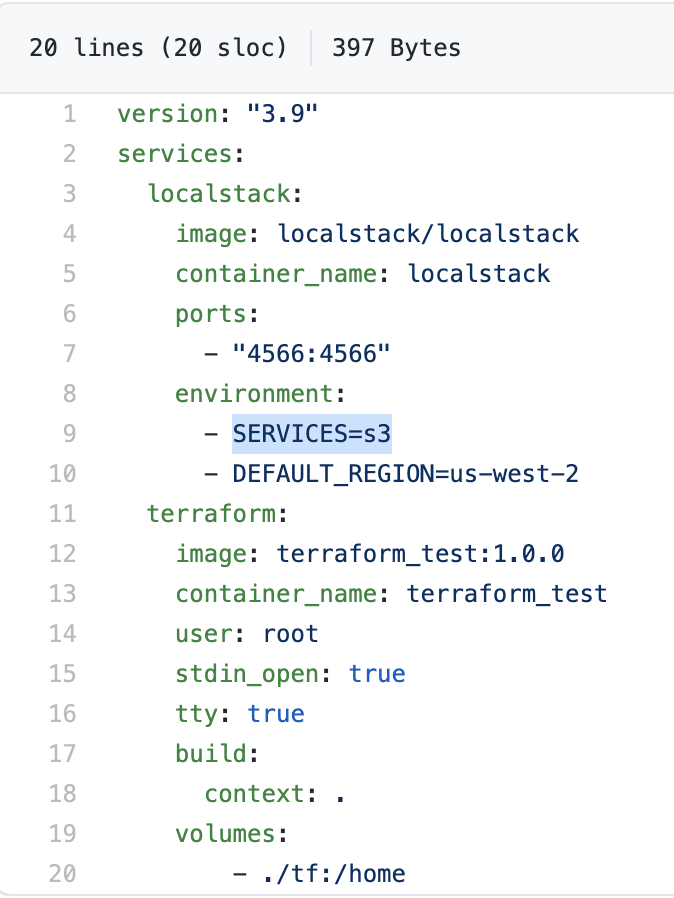 20 lines (20 sloc) 397 Bytes
1 version: "3.9"
2 services:
3   localstack:
4     image: localstack/localstack
5     container_name: localstack
6     ports:
7       - "4566:4566"
8     environment:
9       - SERVICES=s3
10       - DEFAULT_REGION=us-west-2
11   terraform:
12     image: terraform_test:1.0.0
13     container_name: terraform_test
14     user: root
15     stdin_open: true
16     tty: true
17     build:
18       context: .
19     volumes:
20         - ./tf:/home